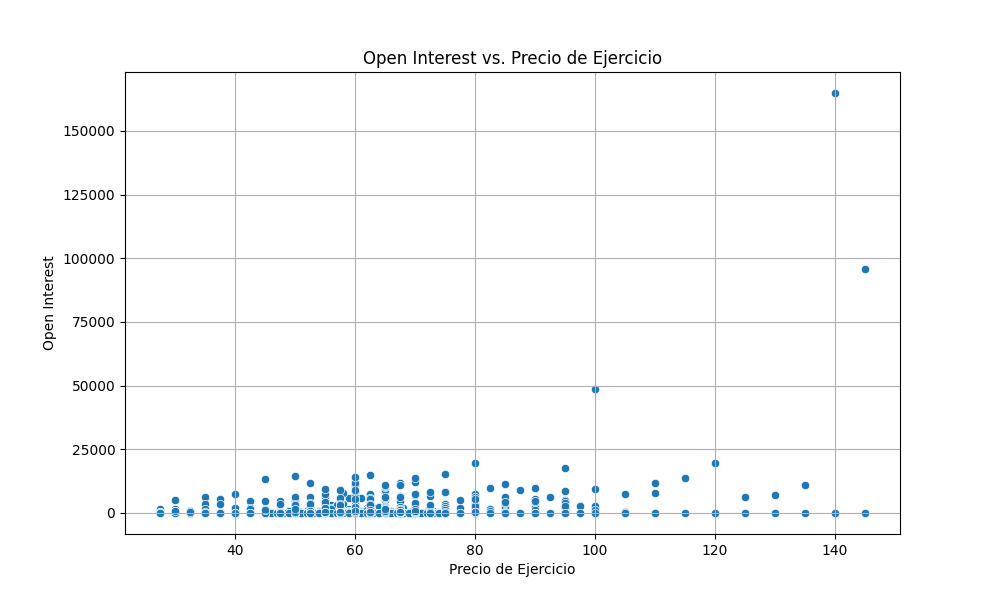 Open Interest vs. Precio de Ejercicio
150000
125000
100000
75000
50000
25000
0
Open Interest
40 60 80 100 120 140
Precio de Ejercicio